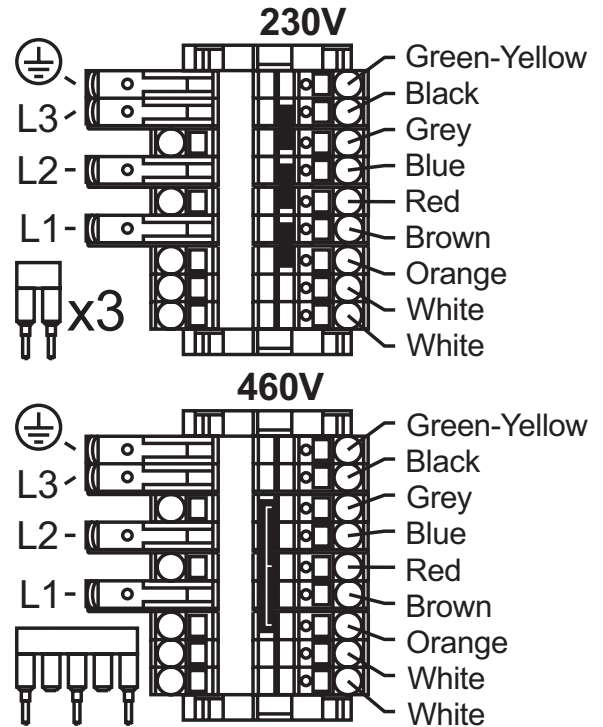 230V
Green-Yellow
L3 Black
Grey
L2 Blue
Red
L1 Brown
Orange
x3 White
White
460V
Green-Yellow
L3 Black
Grey
L2 Blue
Red
L1 Brown
Orange
White
White